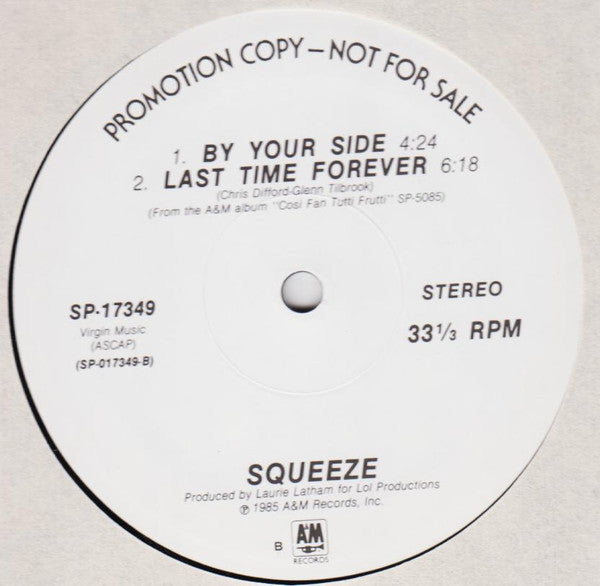 PROMOTION COPY — NOT FOR SALE
1. BY YOUR SIDE 4:24
2. LAST TIME FOREVER 6:18
(Chris Difford-Glenn Tilbrook)
(From the A&M album "Cosi Fan Tutti Frutti" SP-5085)
SP-17349
Virgin Music
(ASCAP)
(SP-017349-B)
STEREO
33 1/3 RPM
SQUEEZE
Produced by Laurie Latham for Lol Productions
℗ 1985 A&M Records, Inc.
B
A&M
RECORDS